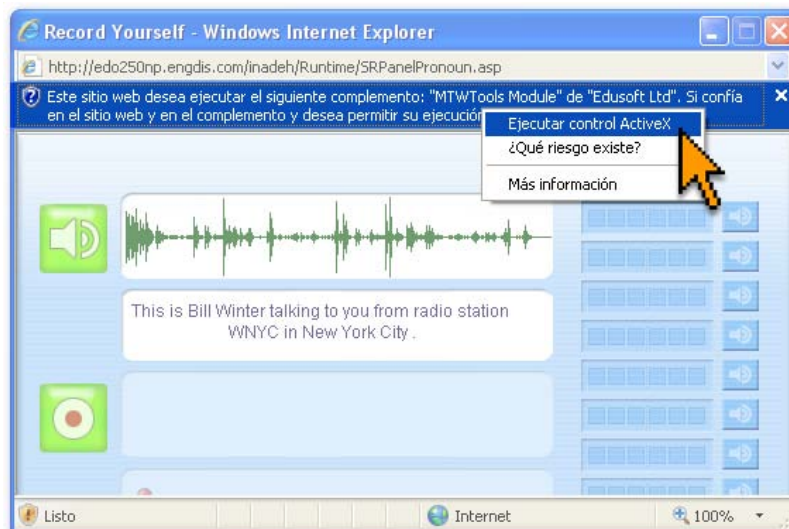 Record Yourself - Windows Internet Explorer
http://edo250np.engdis.com/inadeh/Runtime/SRPanelPronoun.asp
Este sitio web desea ejecutar el siguiente complemento: "MTWTools Module" de "Edusoft Ltd". Si confía
en el sitio web y en el complemento y desea permitir su ejecución
Ejecutar control ActiveX
¿Qué riesgo existe?
Más información
This is Bill Winter talking to you from radio station
WNYC in New York City .
Listo
Internet
100%